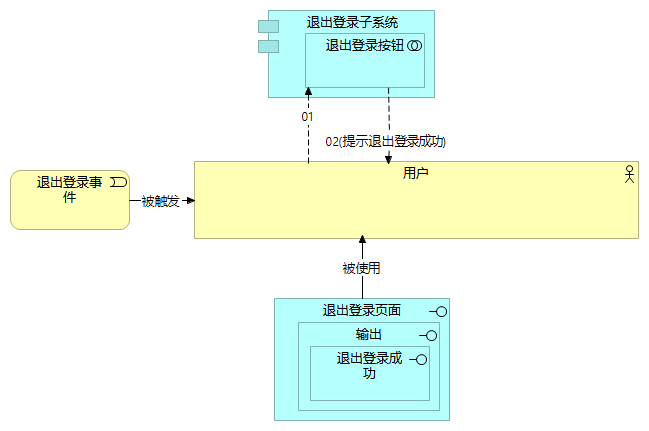 退出登录子系统
退出登录按钮
01
02(提示退出登录成功)
用户
退出登录事
件
被触发
被使用
退出登录页面
输出
退出登录成
功